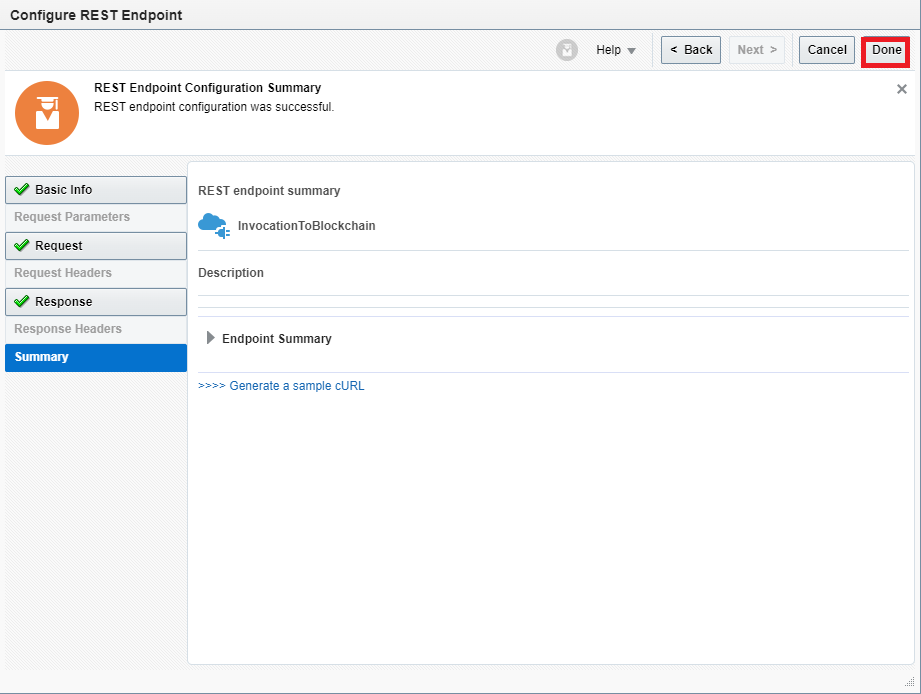 Configure REST Endpoint
Help
< Back
Next >
Cancel
Done
REST Endpoint Configuration Summary
REST endpoint configuration was successful.
Basic Info
Request Parameters
Request
Request Headers
Response
Response Headers
Summary
REST endpoint summary
InvocationToBlockchain
Description
Endpoint Summary
>>>> Generate a sample cURL